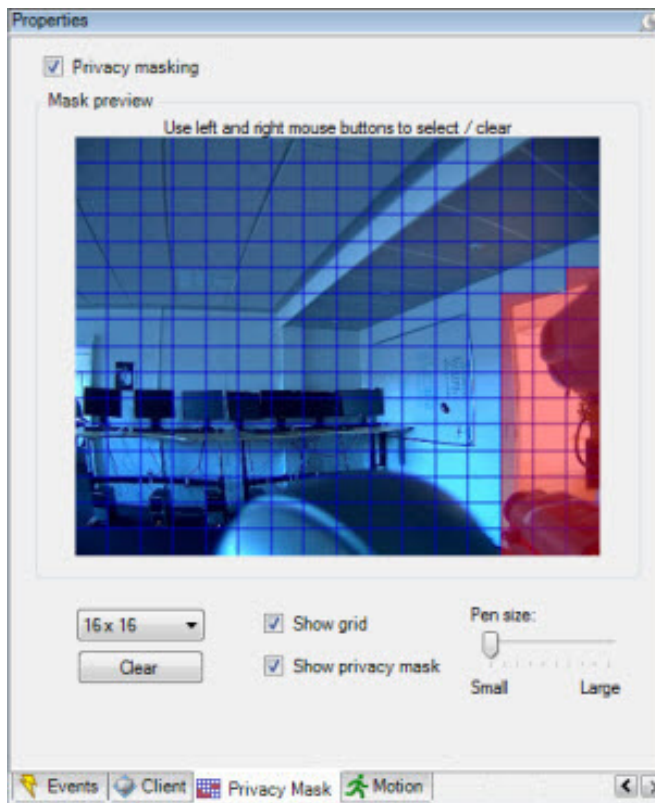 Properties
Privacy masking
Mask preview
Use left and right mouse buttons to select / clear
16 x 16
Show grid
Pen size:
Clear
Show privacy mask
Small Large
Events Client Privacy Mask Motion